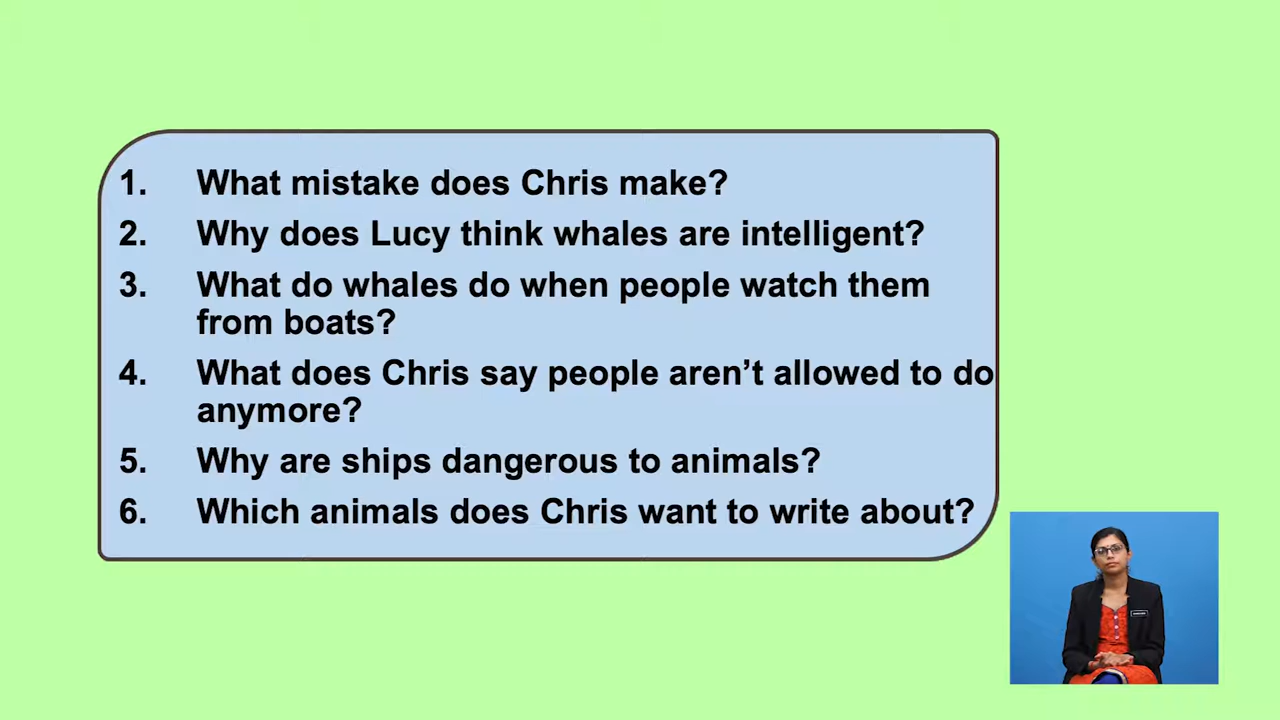 1. What mistake does Chris make?
2. Why does Lucy think whales are intelligent?
3. What do whales do when people watch them
from boats?
4. What does Chris say people aren’t allowed to do
anymore?
5. Why are ships dangerous to animals?
6. Which animals does Chris want to write about?